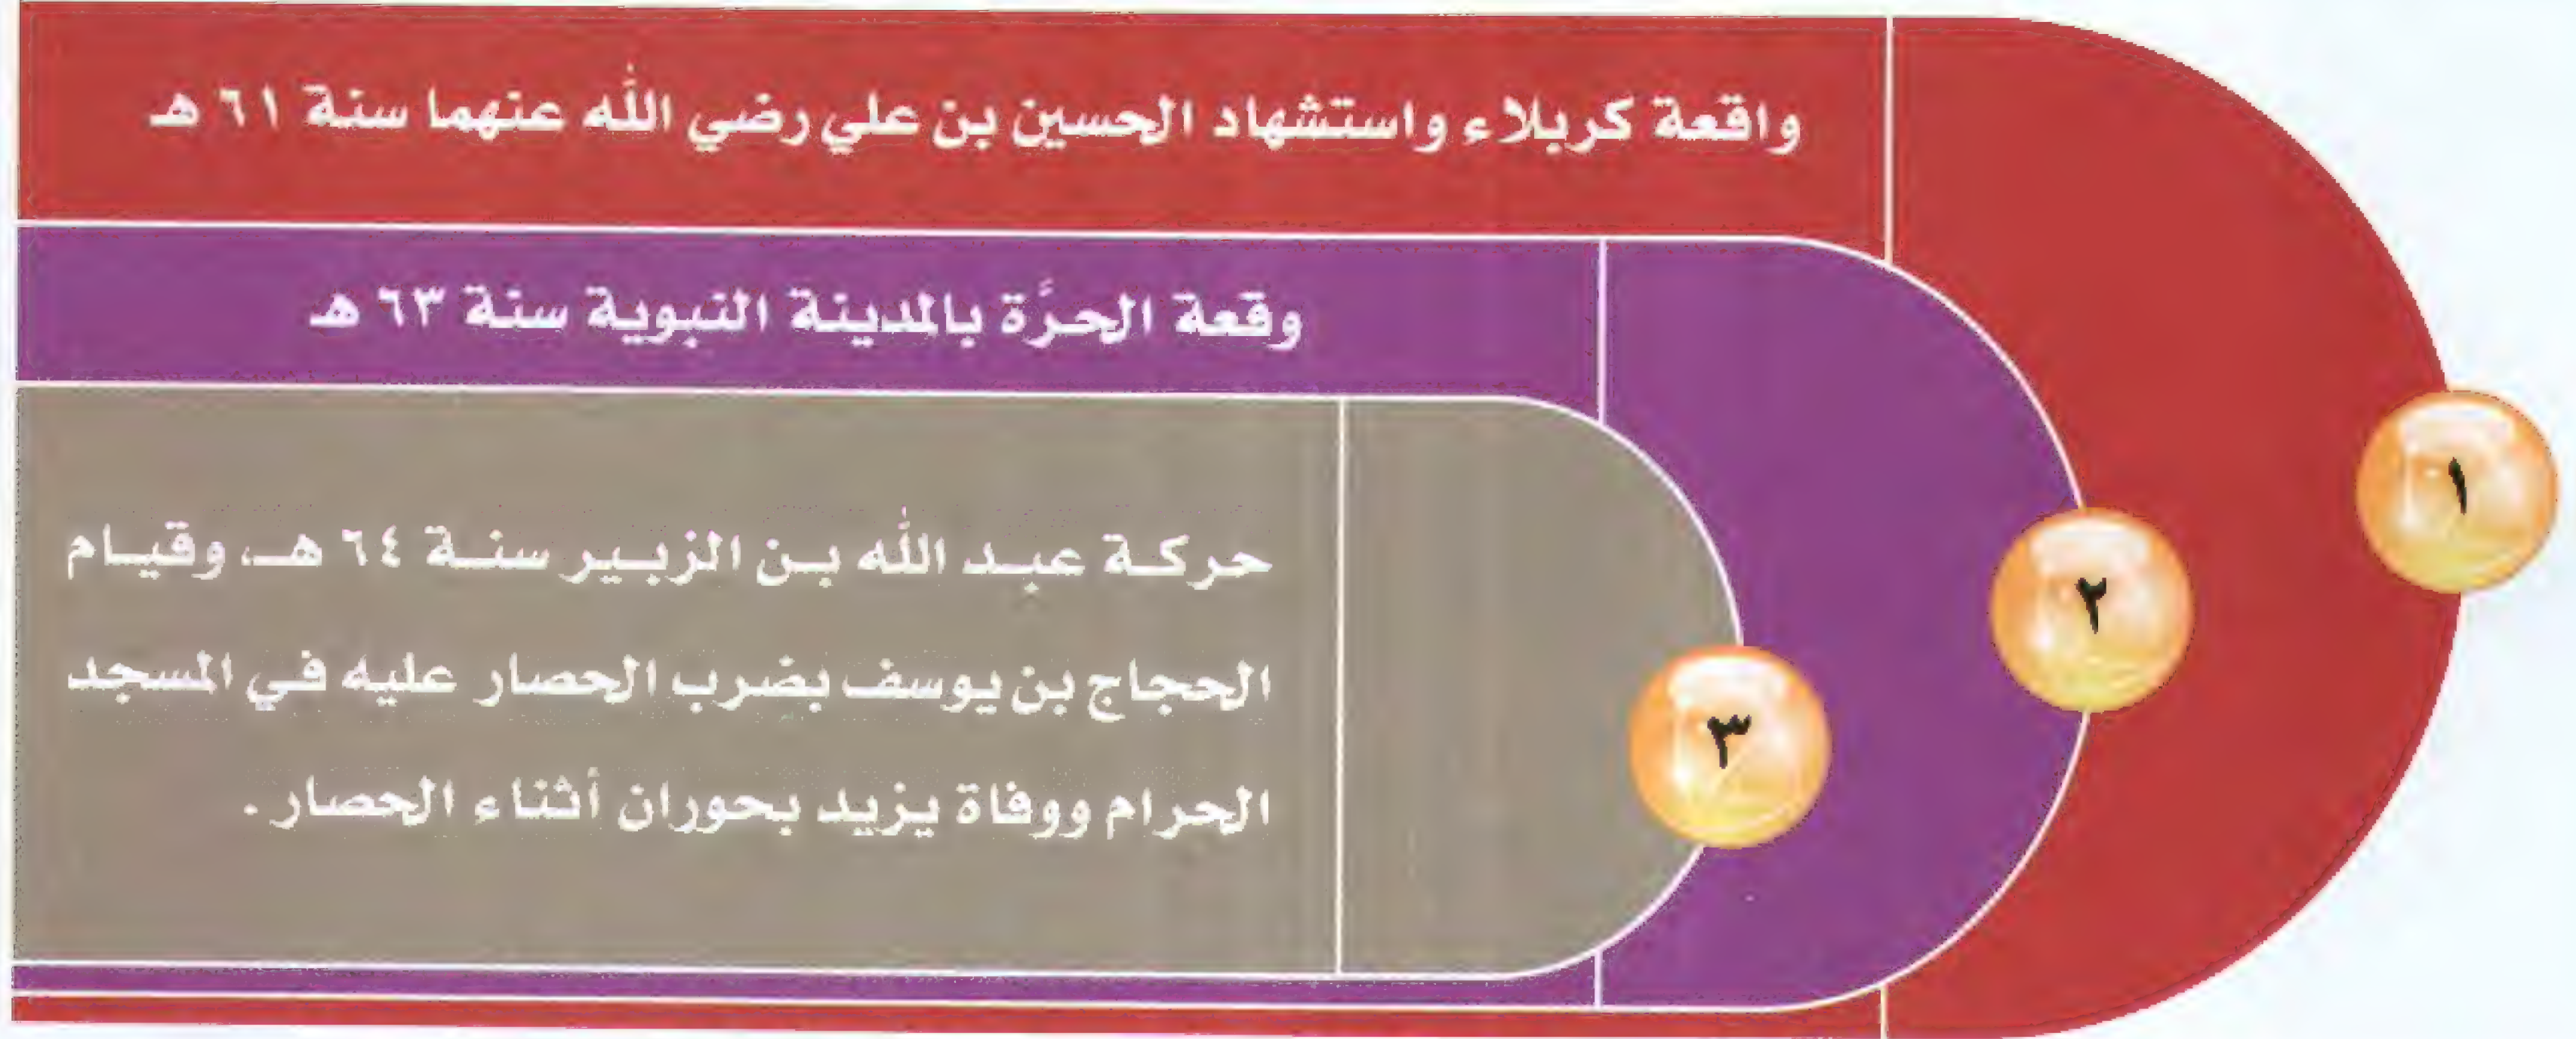 ١
واقعة كربلاء واستشهاد الحسين بن علي رضي الله عنهما سنة ٦١ هـ
٢
وقعة الحرَّة بالمدينة النبوية سنة ٦٣ هـ
٣
حركة عبد الله بن الزبير سنة ٦٤ هـ، وقيام
الحجاج بن يوسف بضرب الحصار عليه في المسجد
الحرام ووفاة يزيد بحوران أثناء الحصار.